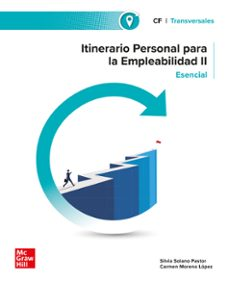 CF | Transversales
Itinerario Personal para
la Empleabilidad II
Esencial
Mc
Graw
Hill
Silvia Solano Pastor
Carmen Moreno López